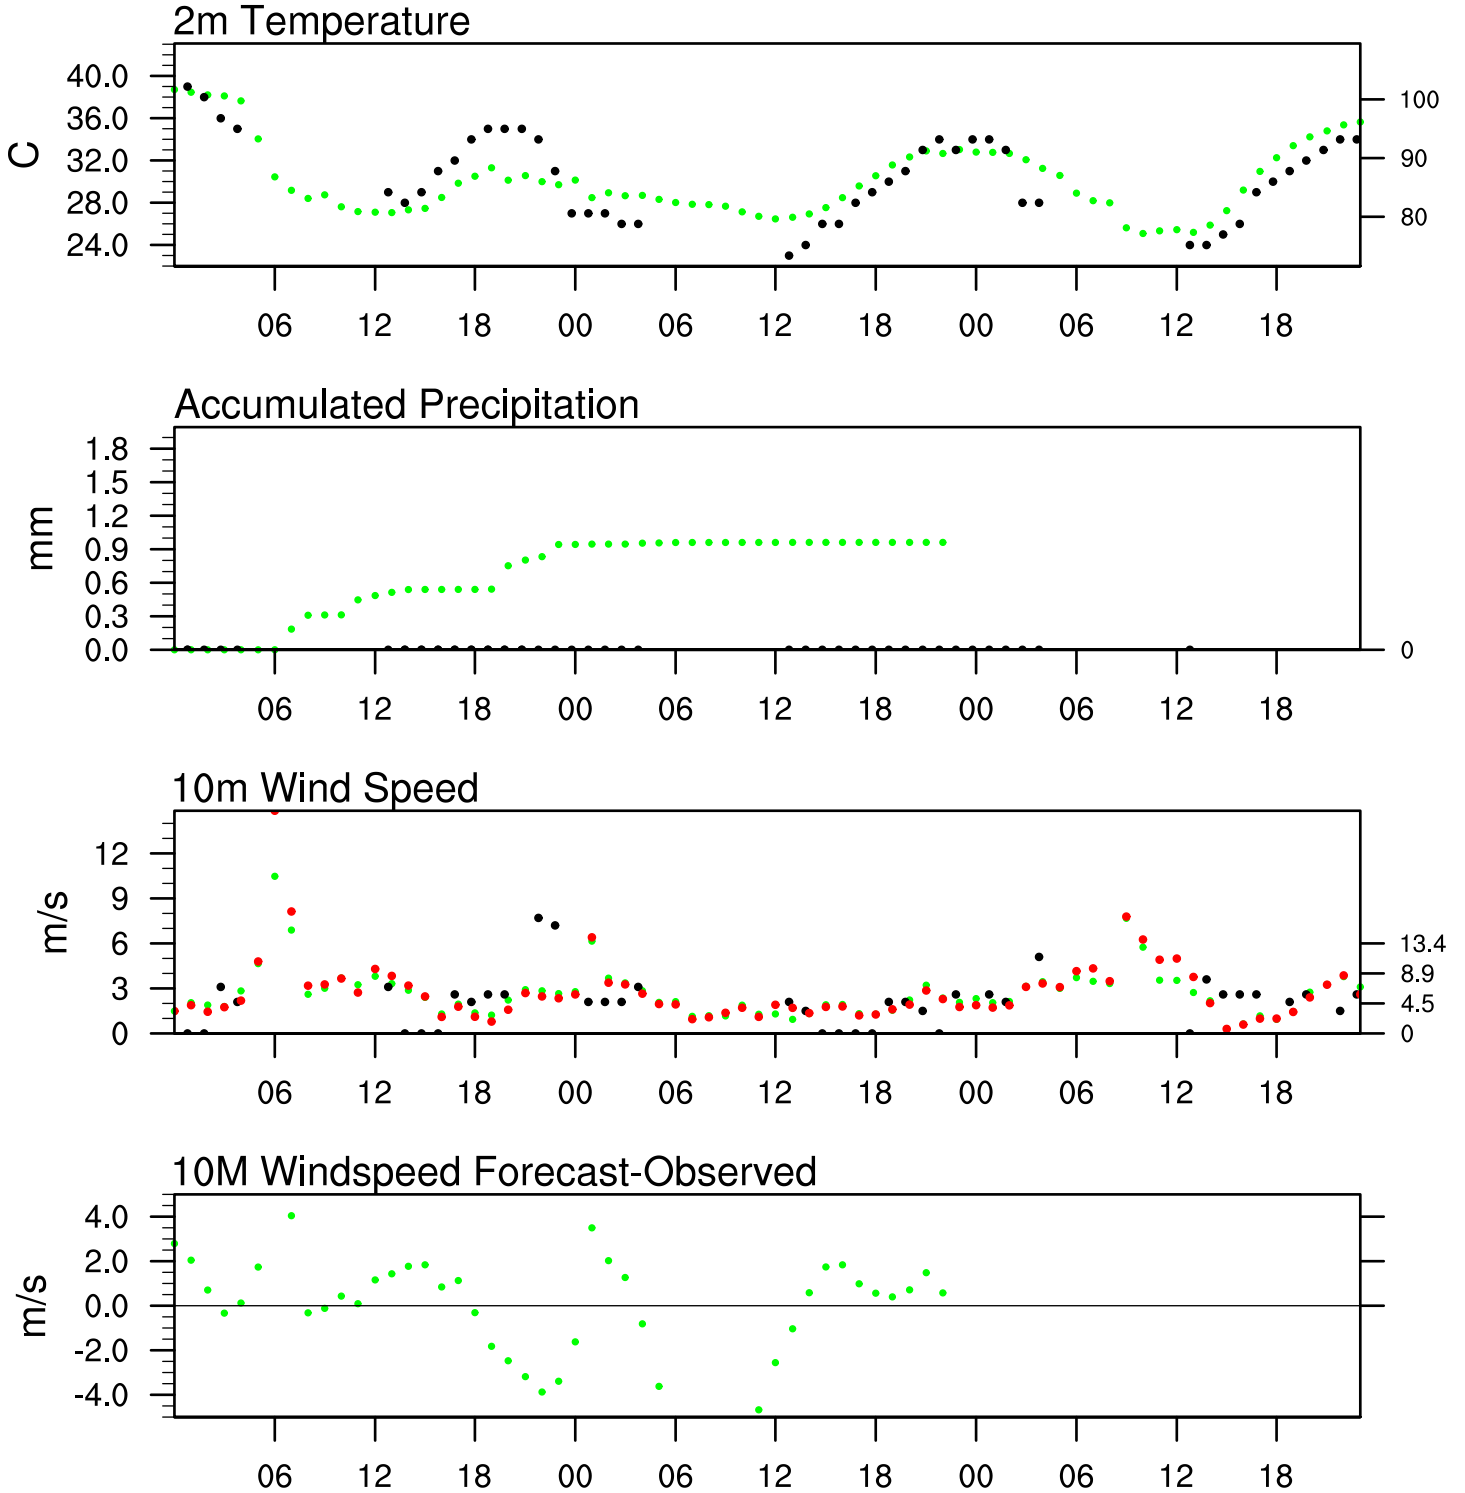 2m Temperature
40.0
36.0
32.0
28.0
24.0
C
100
90
80
06 12 18 00 06 12 18 00 06 12 18
Accumulated Precipitation
1.8
1.5
1.2
0.9
0.6
0.3
0.0
mm
0
06 12 18 00 06 12 18 00 06 12 18
10m Wind Speed
12
9
6
3
0
m/s
13.4
8.9
4.5
0
06 12 18 00 06 12 18 00 06 12 18
10M Windspeed Forecast-Observed
4.0
2.0
0.0
-2.0
-4.0
m/s
06 12 18 00 06 12 18 00 06 12 18